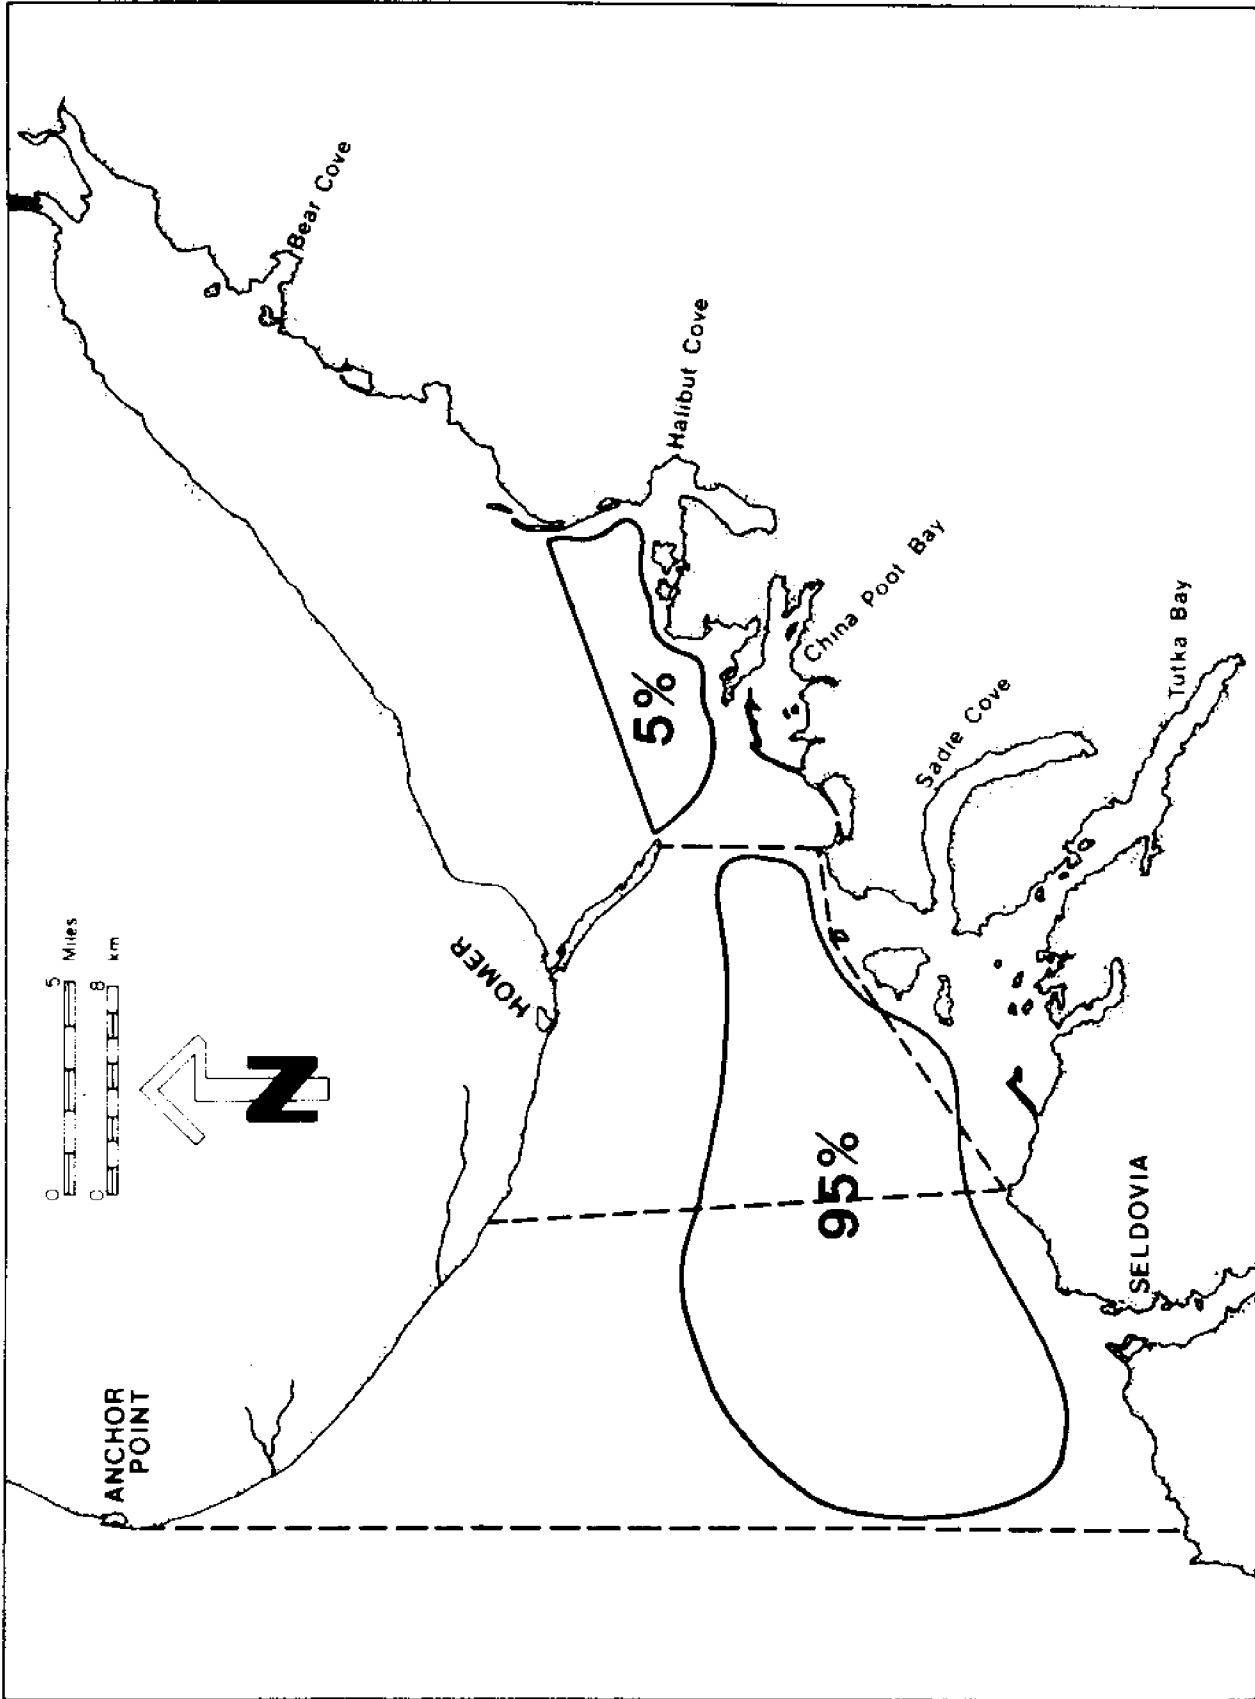 ANCHOR
POINT
HOMER
0 5 Miles
0 8 km
N
Bear Cove
Halibut Cove
China Poot Bay
Sadie Cove
Tutka Bay
SELDOVIA
5%
95%